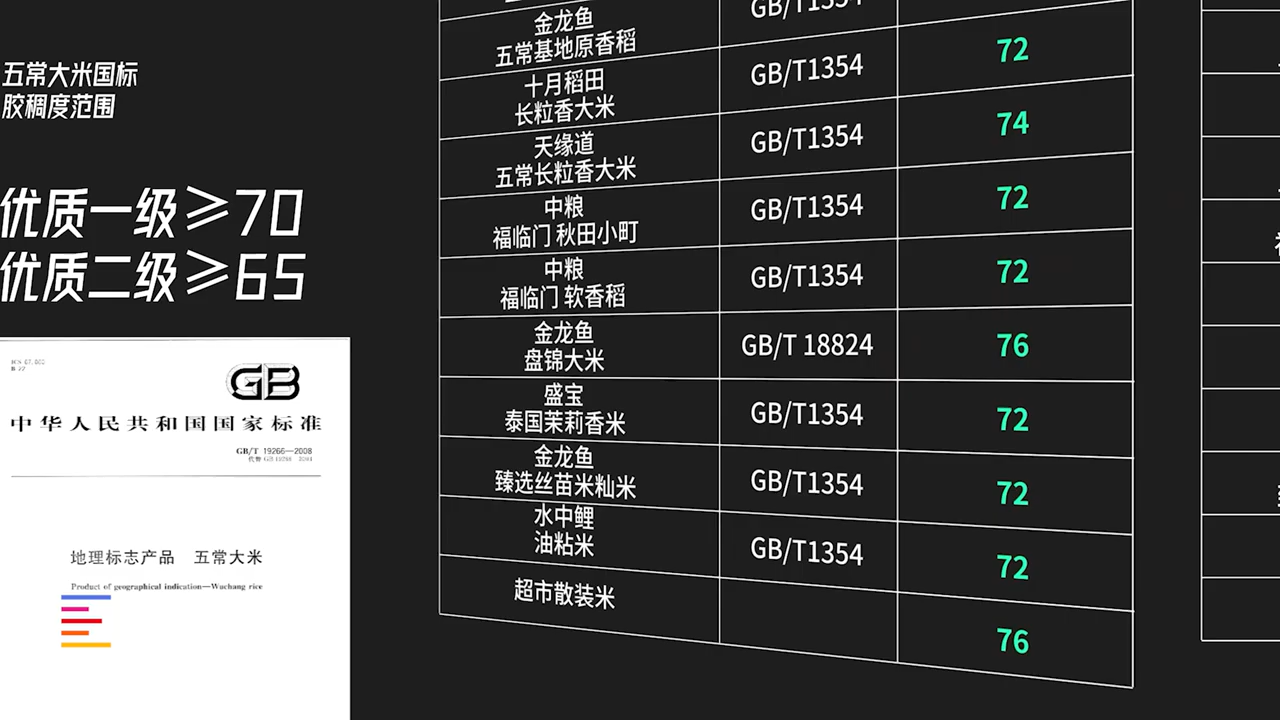 五常大米国标
胶稠度范围
优质一级≥70
优质二级≥65
GB
中华人民共和国国家标准
GB/T 19266—2008
地理标志产品 五常大米
Product of geographical indication—Wuchang rice
GB/T1354
金龙鱼
五常基地原香稻
GB/T1354
72
十月稻田
长粒香大米
GB/T1354
74
天缘道
五常长粒香大米
GB/T1354
72
中粮
福临门 秋田小町
GB/T1354
72
中粮
福临门 软香稻
GB/T 18824
76
金龙鱼
盘锦大米
GB/T1354
72
盛宝
泰国茉莉香米
GB/T1354
72
金龙鱼
臻选丝苗米籼米
GB/T1354
72
水中鲤
油粘米
76
超市散装米